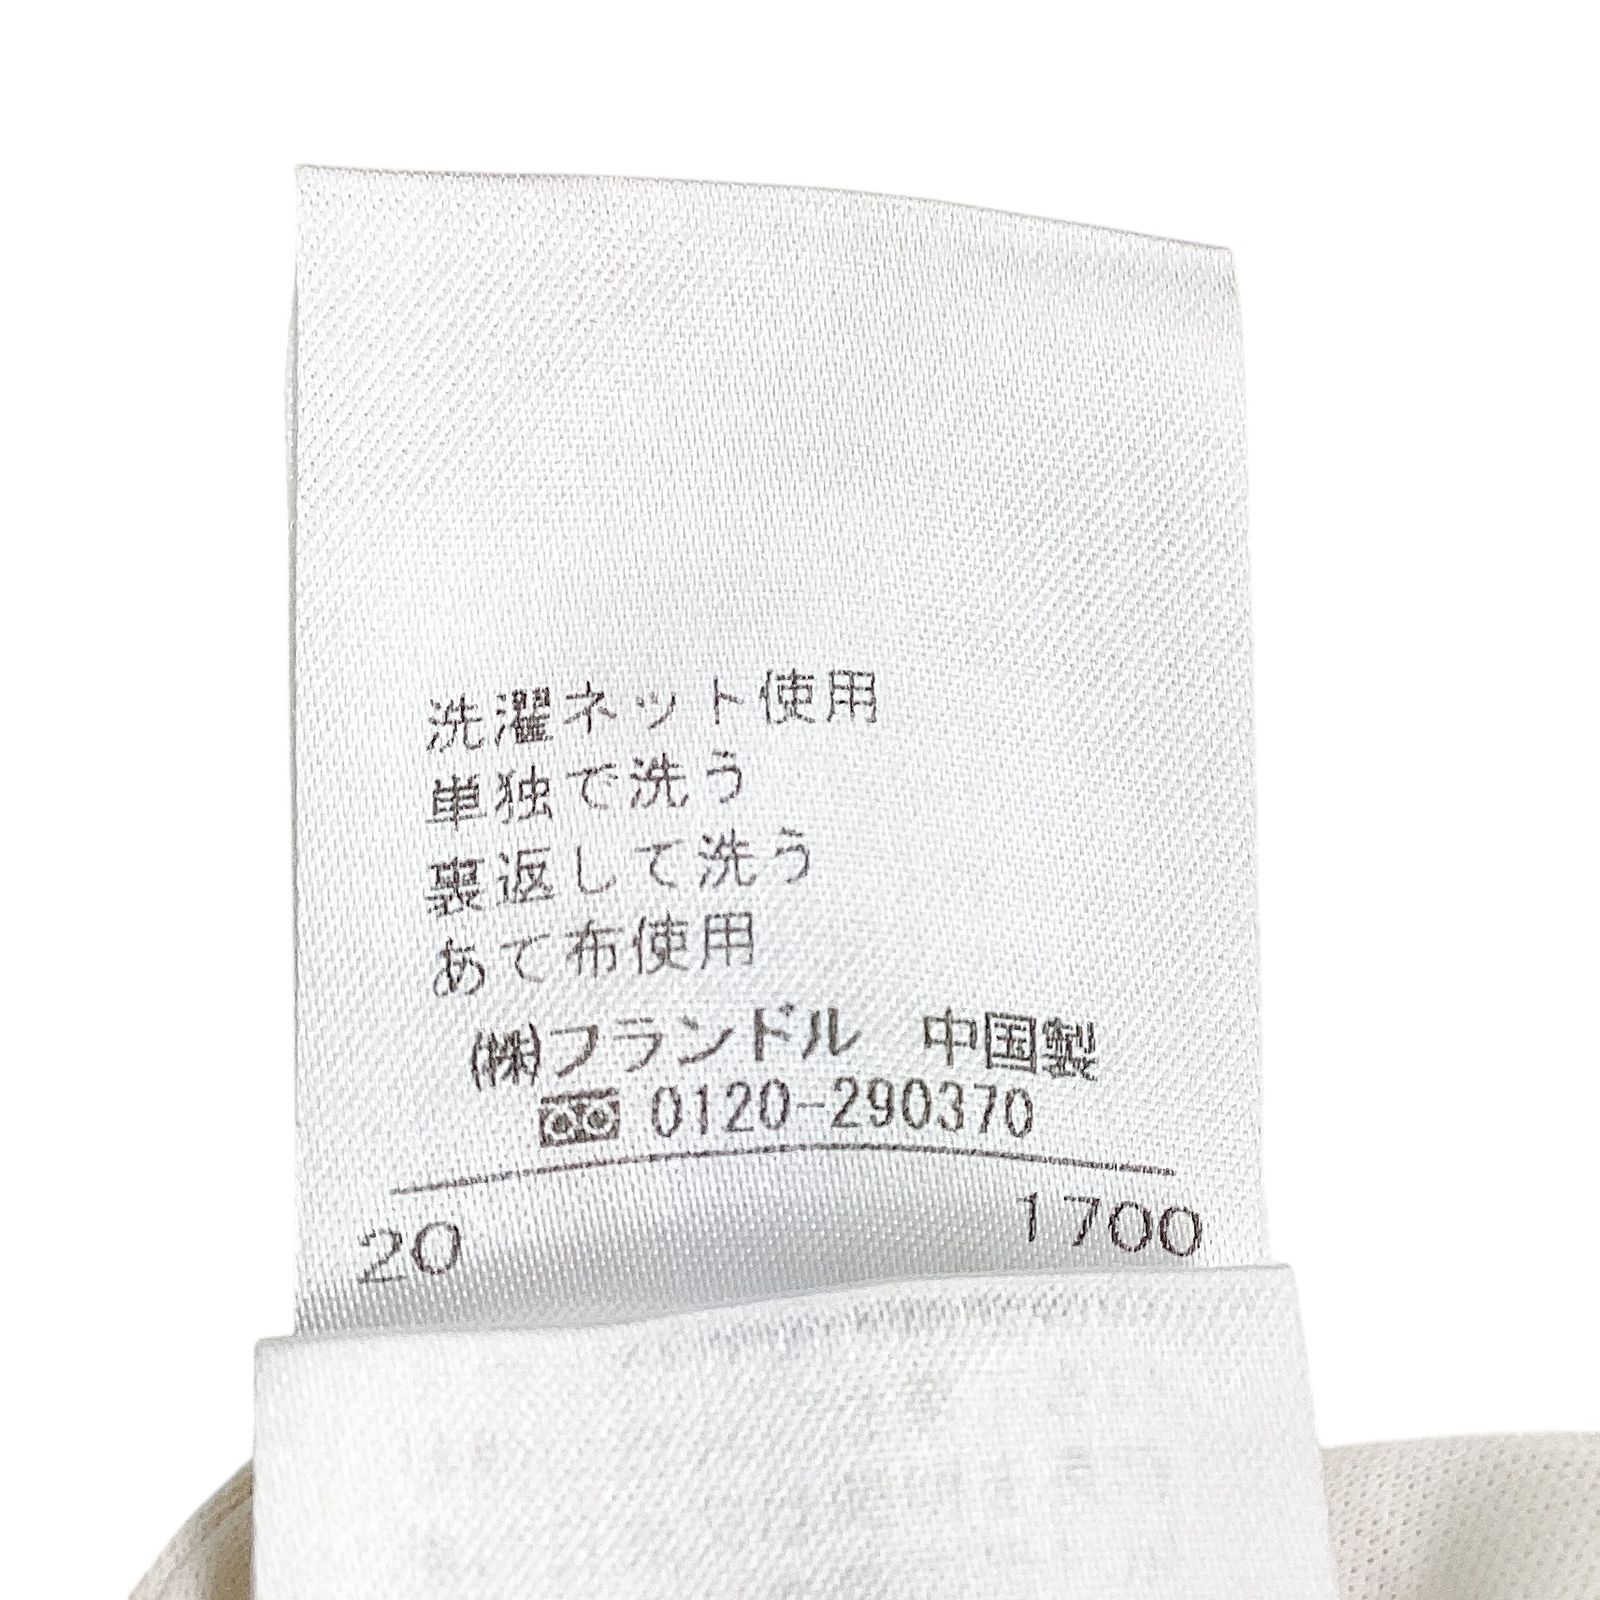 洗濯ネット使用
単独で洗う
裏返して洗う
あて布使用
(株)フランドル　中国製
0120-290370
20　1700